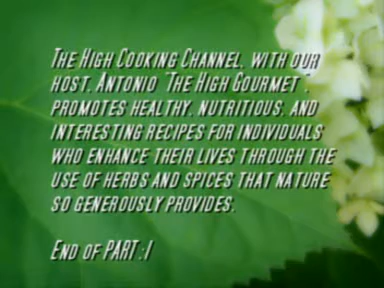 The High Cooking Channel, with our
host, Antonio "The High Gourmet",
promotes healthy, nutritious, and
interesting recipes for individuals
who enhance their lives through the
use of herbs and spices that nature
so generously provides.
End of PART:1